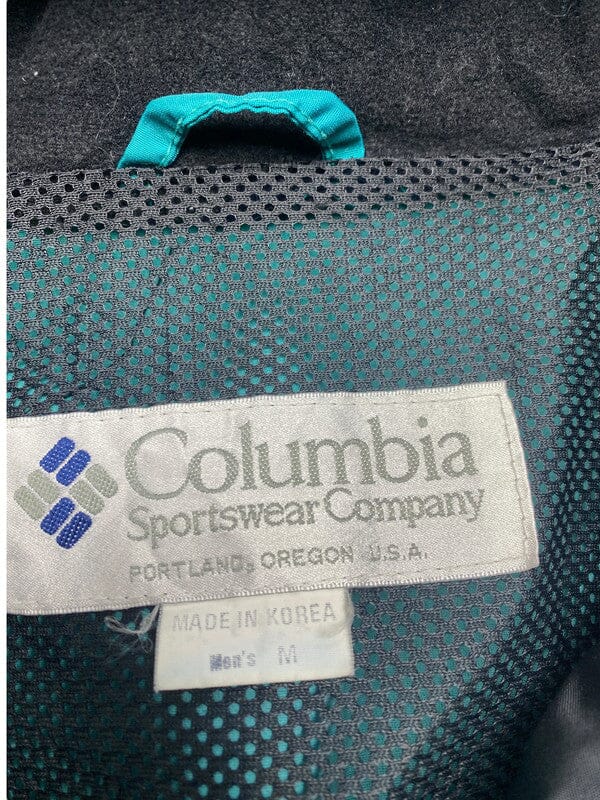 Columbia
Sportswear Company
PORTLAND, OREGON U.S.A.
MADE IN KOREA
Men's M